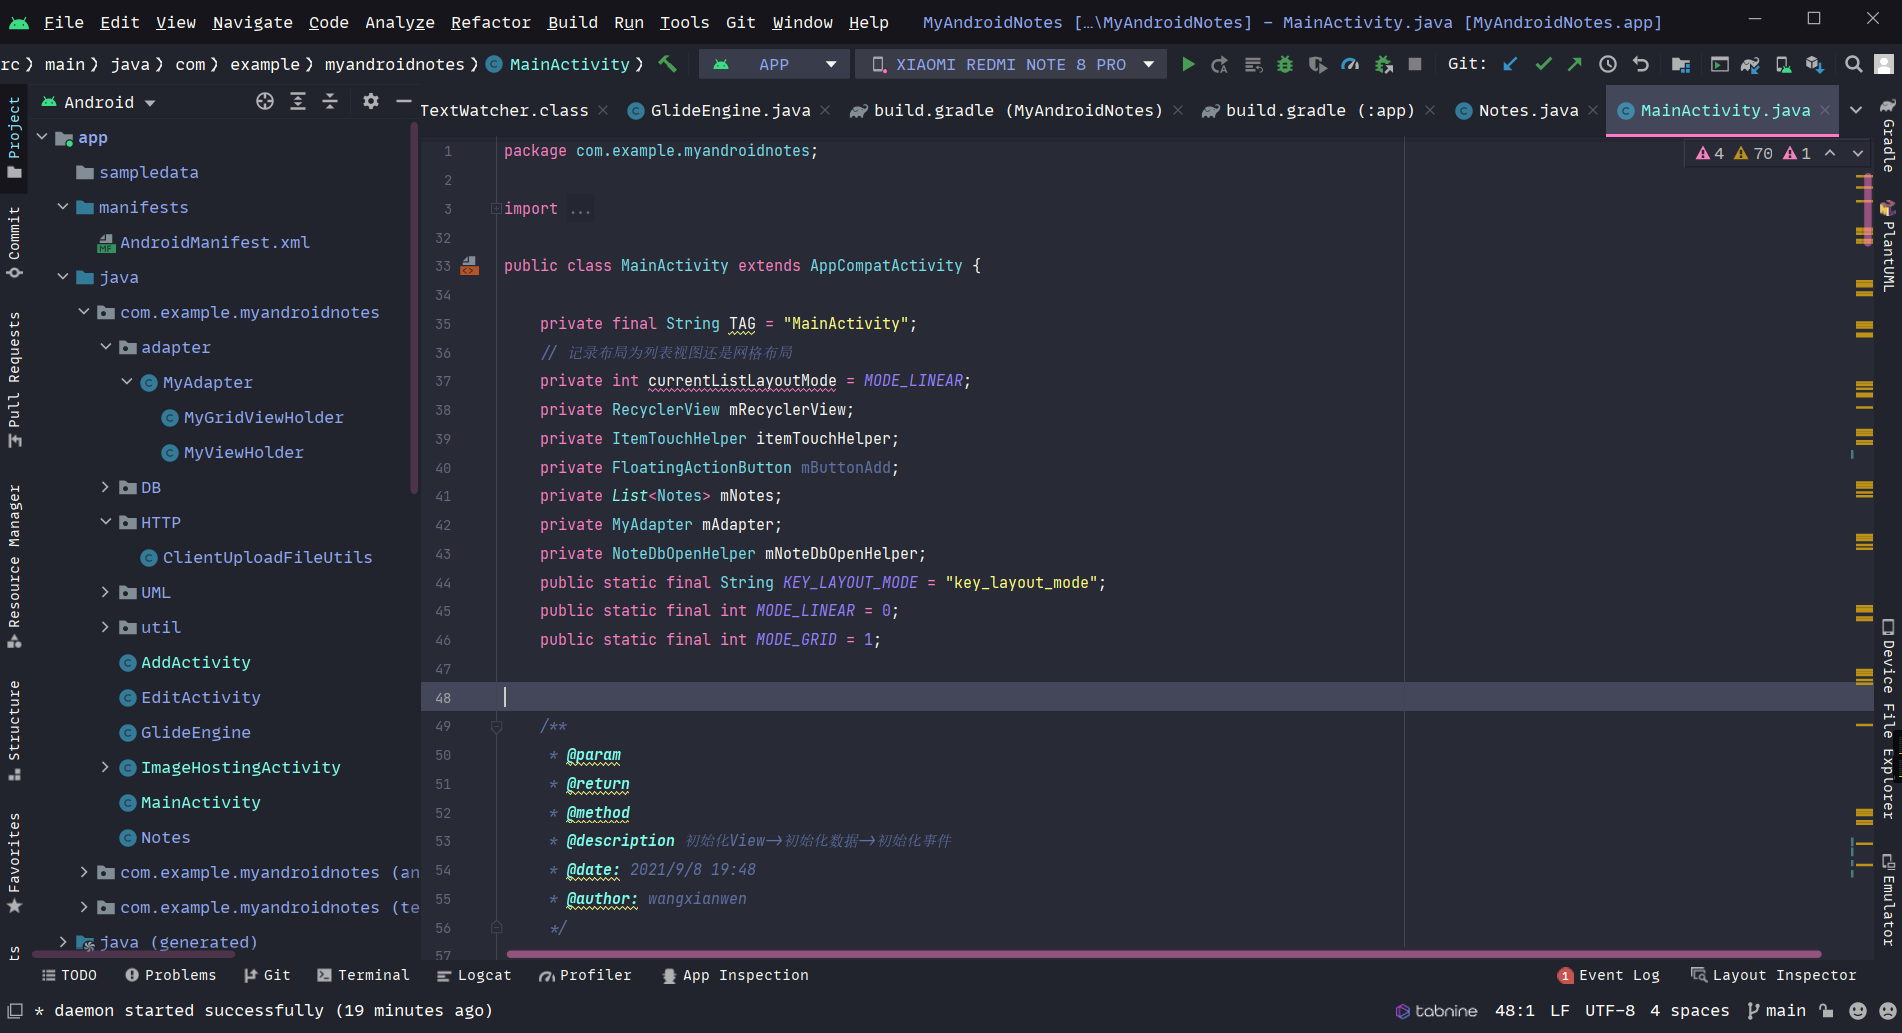 File Edit View Navigate Code Analyze Refactor Build Run Tools Git Window Help MyAndroidNotes [...\MyAndroidNotes] - MainActivity.java [MyAndroidNotes.app]
rc main java com example myandroidnotes MainActivity APP XIAOMI REDMI NOTE 8 PRO Git:
Android
TextWatcher.class GlideEngine.java build.gradle (MyAndroidNotes) build.gradle (:app) Notes.java MainActivity.java
4 70 1
Project
Commit
Pull Requests
Resource Manager
Structure
Favorites
ts
app
sampledata
manifests
AndroidManifest.xml
java
com.example.myandroidnotes
adapter
MyAdapter
MyGridViewHolder
MyViewHolder
DB
HTTP
ClientUploadFileUtils
UML
util
AddActivity
EditActivity
GlideEngine
ImageHostingActivity
MainActivity
Notes
com.example.myandroidnotes (an
com.example.myandroidnotes (te
java (generated)
1 package com.example.myandroidnotes;
2
3 import ...
32
33 public class MainActivity extends AppCompatActivity {
34
35 private final String TAG = "MainActivity";
36 // 记录布局为列表视图还是网格布局
37 private int currentListLayoutMode = MODE_LINEAR;
38 private RecyclerView mRecyclerView;
39 private ItemTouchHelper itemTouchHelper;
40 private FloatingActionButton mButtonAdd;
41 private List<Notes> mNotes;
42 private MyAdapter mAdapter;
43 private NoteDbOpenHelper mNoteDbOpenHelper;
44 public static final String KEY_LAYOUT_MODE = "key_layout_mode";
45 public static final int MODE_LINEAR = 0;
46 public static final int MODE_GRID = 1;
47
48
49 /**
50 * @param
51 * @return
52 * @method
53 * @description 初始化View->初始化数据->初始化事件
54 * @date: 2021/9/8 19:48
55 * @author: wangxianwen
56 */
57
Gradle
PlantUML
Device File Explorer
Emulator
TODO Problems Git Terminal Logcat Profiler App Inspection 1 Event Log Layout Inspector
* daemon started successfully (19 minutes ago) tabnine 48:1 LF UTF-8 4 spaces main